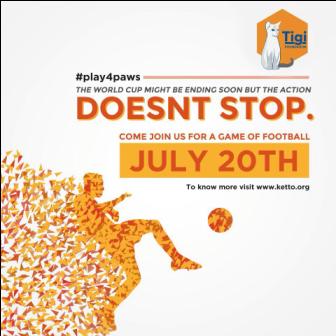 Tigi
FOUNDATION
#play4paws
THE WORLD CUP MIGHT BE ENDING SOON BUT THE ACTION
DOESNT STOP.
COME JOIN US FOR A GAME OF FOOTBALL
JULY 20TH
To know more visit www.ketto.org